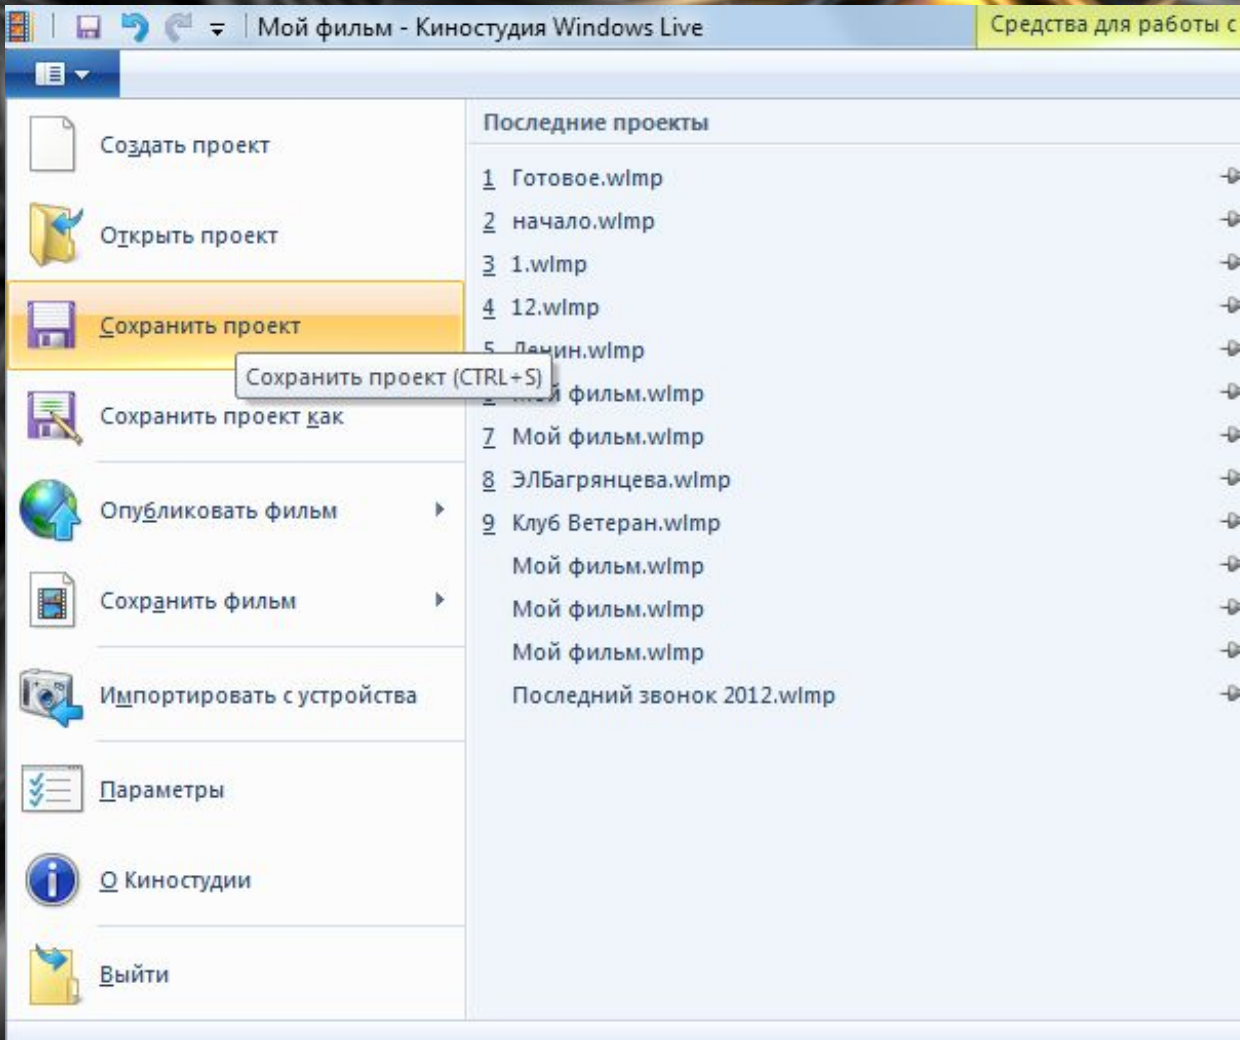 Мой фильм - Киностудия Windows Live
Средства для работы с
Создать проект
Открыть проект
Сохранить проект
Сохранить проект (CTRL+S)
Сохранить проект как
Опубликовать фильм
Сохранить фильм
Импортировать с устройства
Параметры
О Киностудии
Выйти
Последние проекты
1 Готовое.wlmp
2 начало.wlmp
3 1.wlmp
4 12.wlmp
5 Ленин.wlmp
Мой фильм.wlmp
7 Мой фильм.wlmp
8 ЭЛБагрянцева.wlmp
9 Клуб Ветеран.wlmp
Мой фильм.wlmp
Мой фильм.wlmp
Мой фильм.wlmp
Последний звонок 2012.wlmp